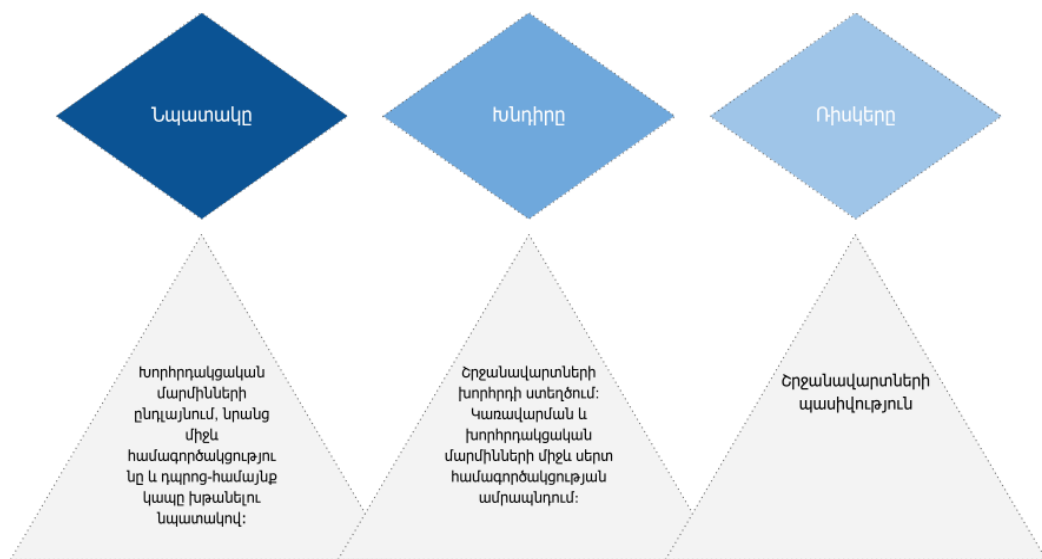 Նպատակը
Խնդիրը
Ռիսկերը
Խորհրդակցական
մարմինների
ընդլայնում, նրանց
միջև
համագործակցությու
նը և դպրոց-համայնք
կապը խթանելու
նպատակով:
Շրջանավարտների
խորհրդի ստեղծում:
Կառավարման և
խորհրդակցական
մարմինների միջև սերտ
համագործակցության
ամրապնդում:
Շրջանավարտների
պասիվություն